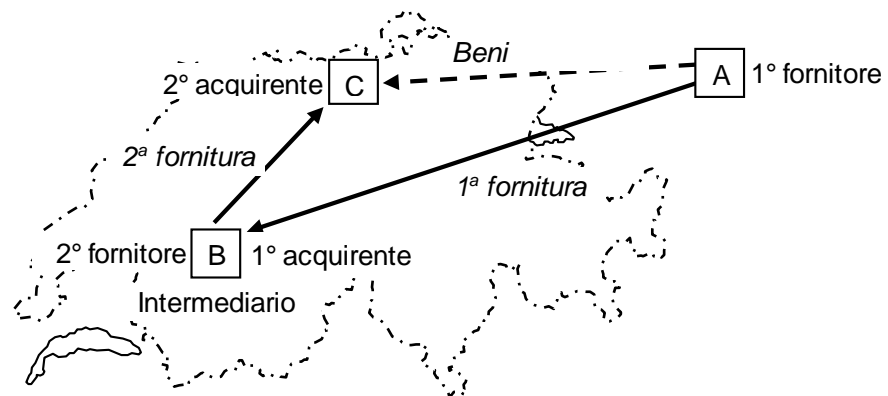 Beni
2° acquirente C
A 1° fornitore
2ª fornitura
1ª fornitura
2° fornitore B 1° acquirente
Intermediario